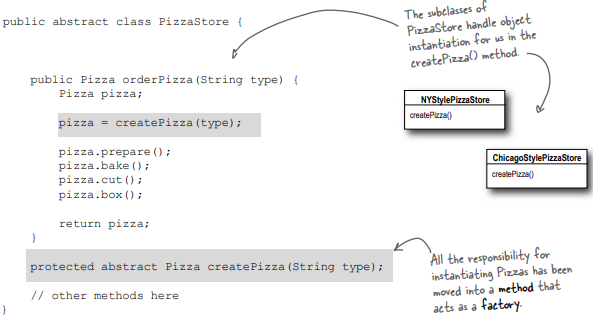 public abstract class PizzaStore {
public Pizza orderPizza(String type) {
Pizza pizza;
pizza = createPizza(type);
pizza.prepare();
pizza.bake();
pizza.cut();
pizza.box();
return pizza;
}
protected abstract Pizza createPizza(String type);
// other methods here
}
The subclasses of
PizzaStore handle object
instantiation for us in the
createPizza() method.
NYStylePizzaStore
createPizza()
ChicagoStylePizzaStore
createPizza()
All the responsibility for
instantiating Pizzas has been
moved into a method that
acts as a factory.